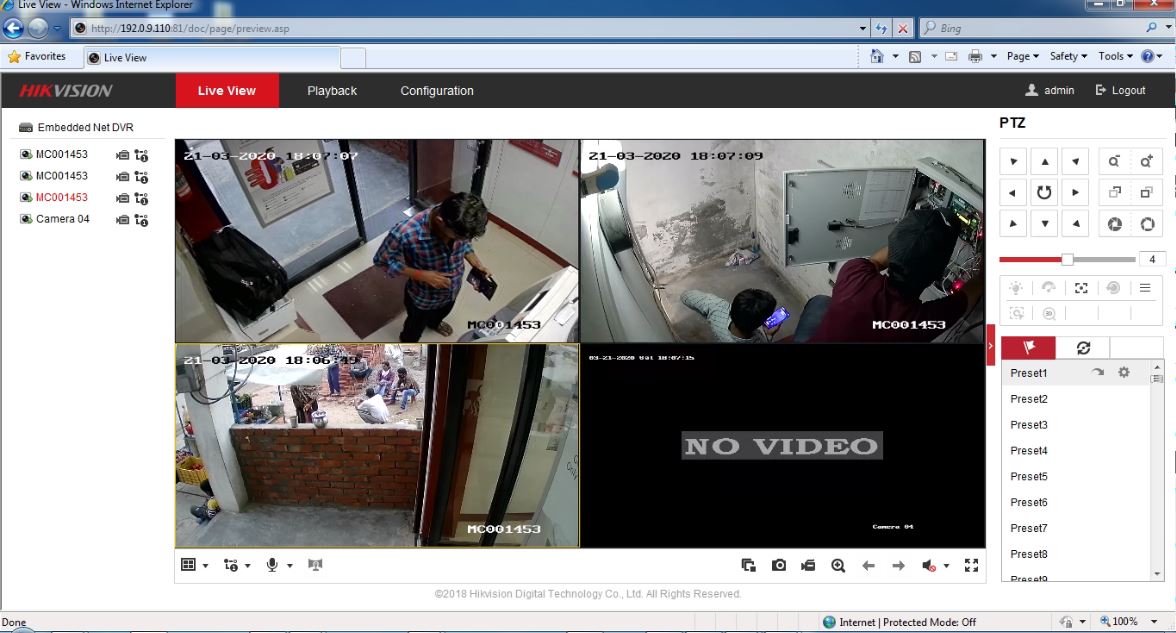 Live View - Windows Internet Explorer
http://192.0.9.110:81/doc/page/preview.asp
Bing
Favorites
Live View
Page
Safety
Tools
HIKVISION
Live View
Playback
Configuration
admin
Logout
Embedded Net DVR
MC001453
MC001453
MC001453
Camera 04
21-03-2020 18:07:07
MC001453
21-03-2020 18:07:09
MC001453
21-03-2020 18:06:49
MC001453
03-21-2020 Sat 18:07:15
NO VIDEO
Camera 04
PTZ
4
3D
Preset1
Preset2
Preset3
Preset4
Preset5
Preset6
Preset7
Preset8
Preset9
©2018 Hikvision Digital Technology Co., Ltd. All Rights Reserved.
Done
Internet | Protected Mode: Off
100%